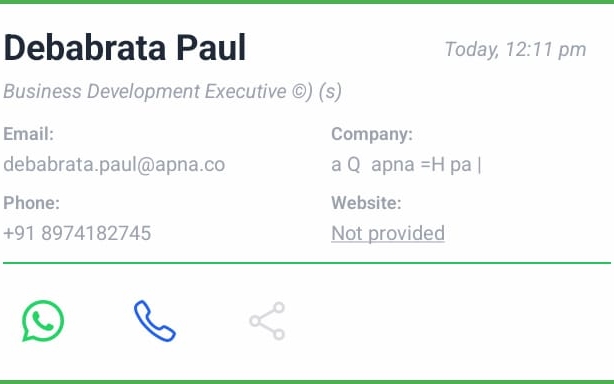 Debabrata Paul
Today, 12:11 pm
Business Development Executive ©) (s)
Email:
debabrata.paul@apna.co
Company:
a Q apna =H pa |
Phone:
+91 8974182745
Website:
Not provided